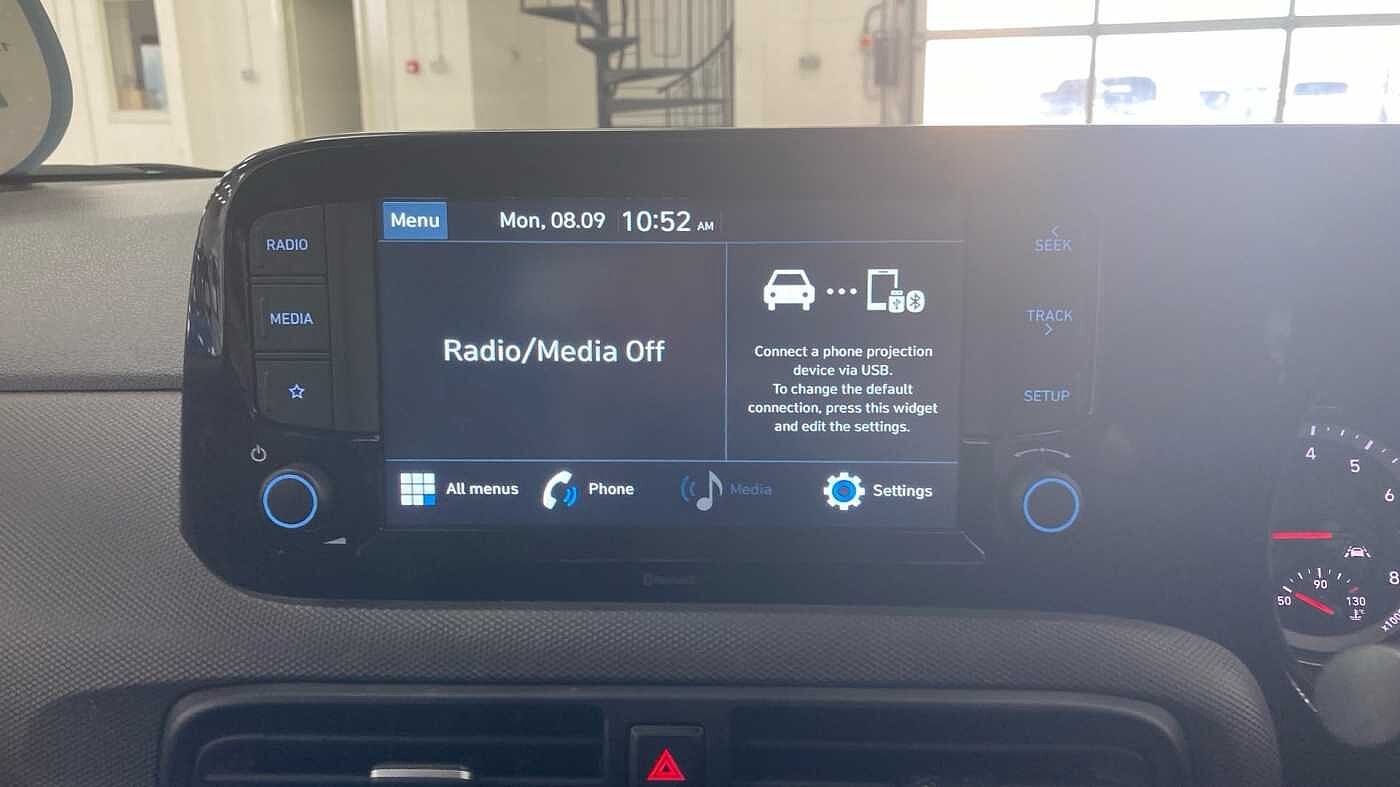 Menu
Mon, 08.09 10:52 AM
RADIO
MEDIA
Radio/Media Off
Connect a phone projection
device via USB.
To change the default
connection, press this widget
and edit the settings.
All menus
Phone
Media
Settings
SEEK
TRACK
SETUP
4
5
6
8
50
90
130